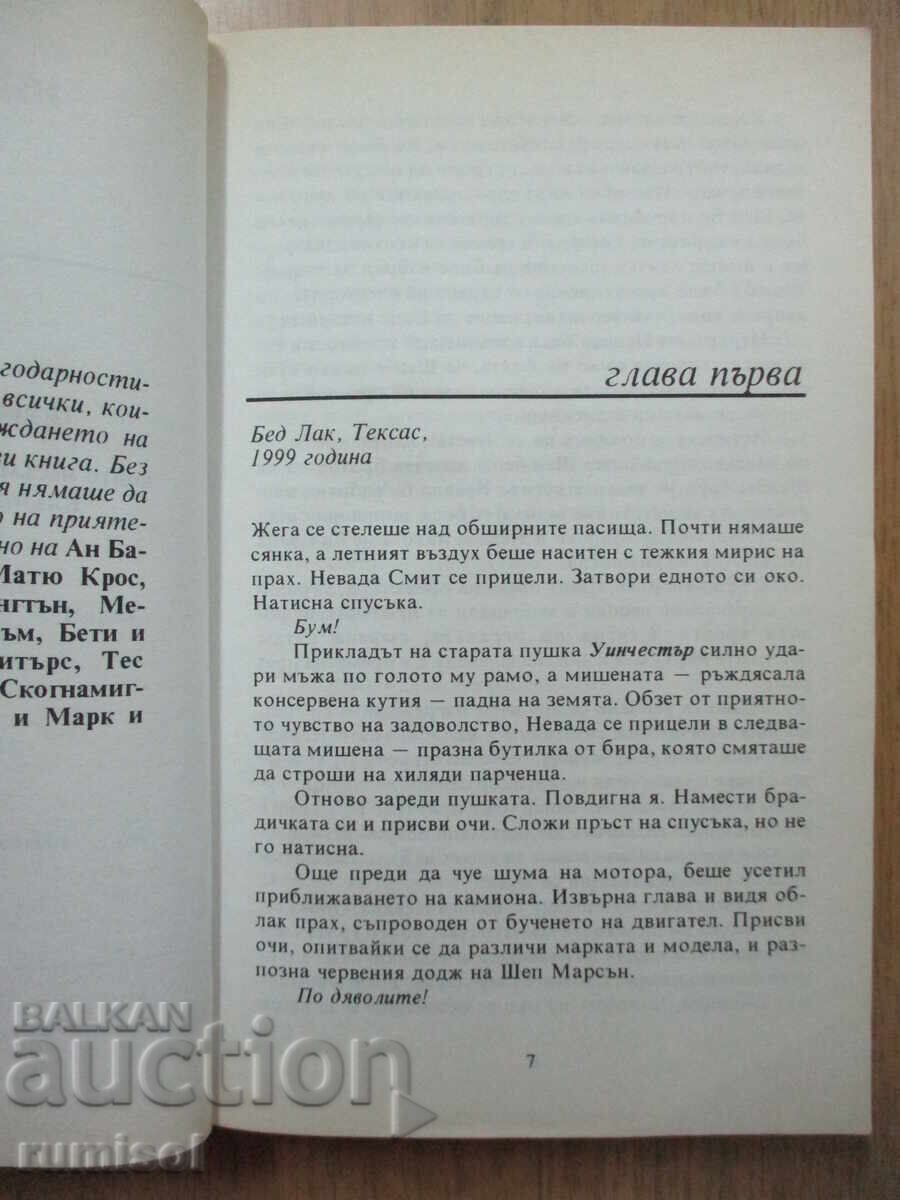 годарности-
всички, кои-
ждането на
ви книга. Без
я нямаше да
о на прияте-
но на Ан Ба-
Матю Крос,
нгтън, Ме-
ъм, Бети и
итърс, Тес
Скогнамиг-
и Марк и
глава първа
Бед Лак, Тексас,
1999 година
Жега се стелеше над обширните пасища. Почти нямаше
сянка, а летният въздух беше наситен с тежкия мирис на
прах. Невада Смит се прицели. Затвори едното си око.
Натисна спусъка.
Бум!
Прикладът на старата пушка Уинчестър силно уда-
ри мъжа по голото му рамо, а мишената — ръждясала
консервена кутия — падна на земята. Обзет от приятно-
то чувство на задоволство, Невада се прицели в следва-
щата мишена — празна бутилка от бира, която смяташе
да строши на хиляди парченца.
Отново зареди пушката. Повдигна я. Намести бра-
дичката си и присви очи. Сложи пръст на спусъка, но не
го натисна.
Още преди да чуе шума на мотора, беше усетил
приближаването на камиона. Извърна глава и видя об-
лак прах, съпроводен от бученето на двигател. Присви
очи, опитвайки се да различи марката и модела, и раз-
позна червения додж на Шеп Марсън.
По дяволите!
7
BALKAN
auction
rumisol